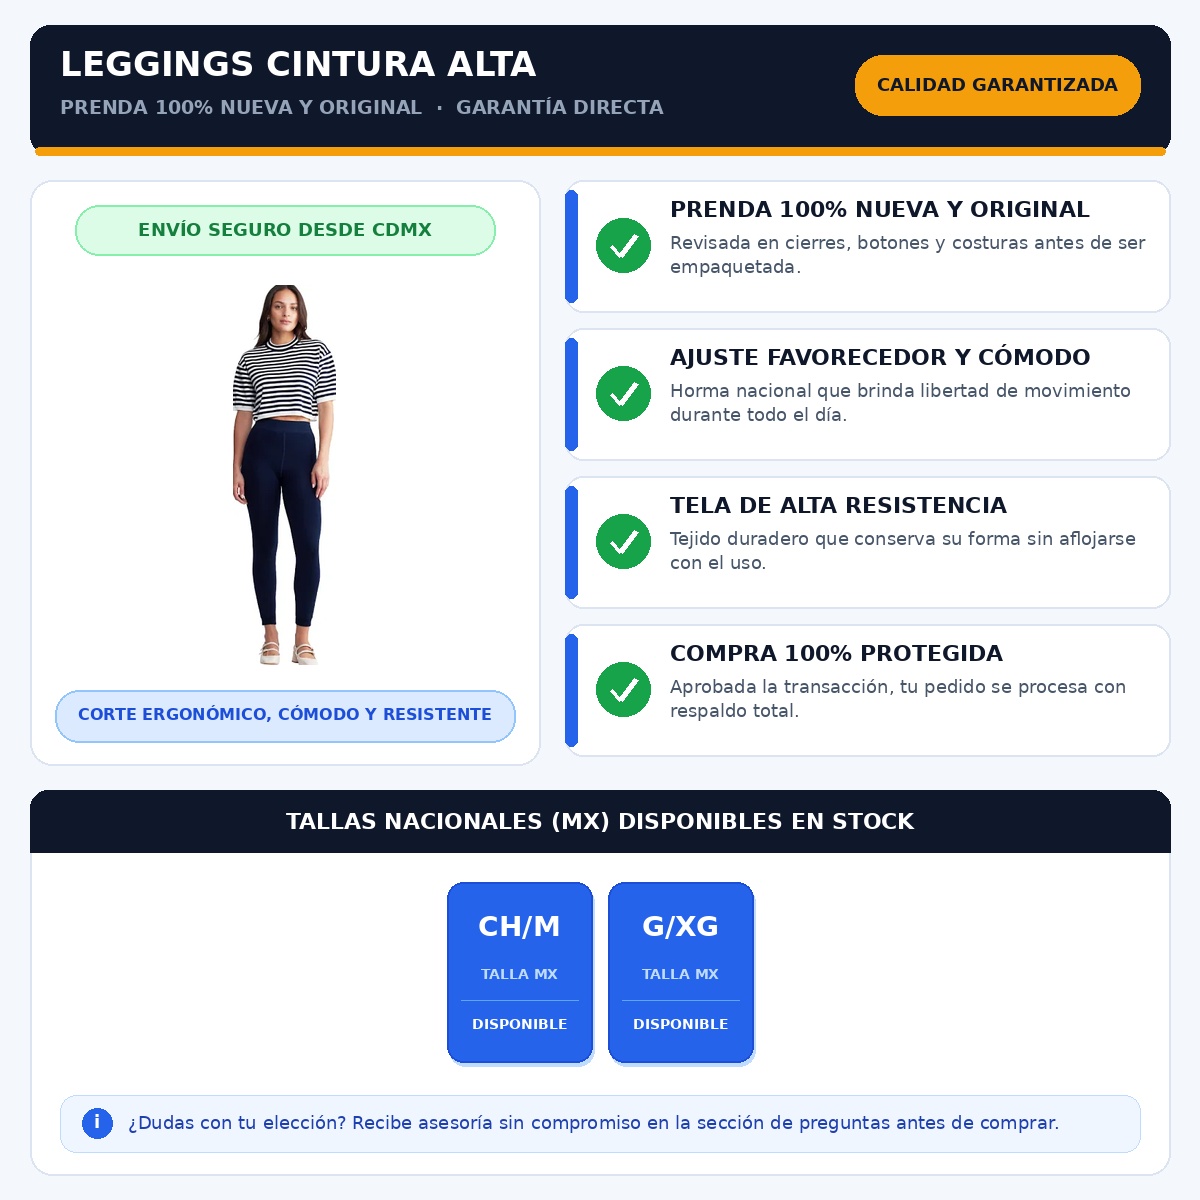 LEGGINGS CINTURA ALTA
PRENDA 100% NUEVA Y ORIGINAL · GARANTÍA DIRECTA
CALIDAD GARANTIZADA
ENVÍO SEGURO DESDE CDMX
CORTE ERGONÓMICO, CÓMODO Y RESISTENTE
PRENDA 100% NUEVA Y ORIGINAL
Revisada en cierres, botones y costuras antes de ser
empaquetada.
AJUSTE FAVORECEDOR Y CÓMODO
Horma nacional que brinda libertad de movimiento
durante todo el día.
TELA DE ALTA RESISTENCIA
Tejido duradero que conserva su forma sin aflojarse
con el uso.
COMPRA 100% PROTEGIDA
Aprobada la transacción, tu pedido se procesa con
respaldo total.
TALLAS NACIONALES (MX) DISPONIBLES EN STOCK
CH/M
TALLA MX
DISPONIBLE
G/XG
TALLA MX
DISPONIBLE
i
¿Dudas con tu elección? Recibe asesoría sin compromiso en la sección de preguntas antes de comprar.